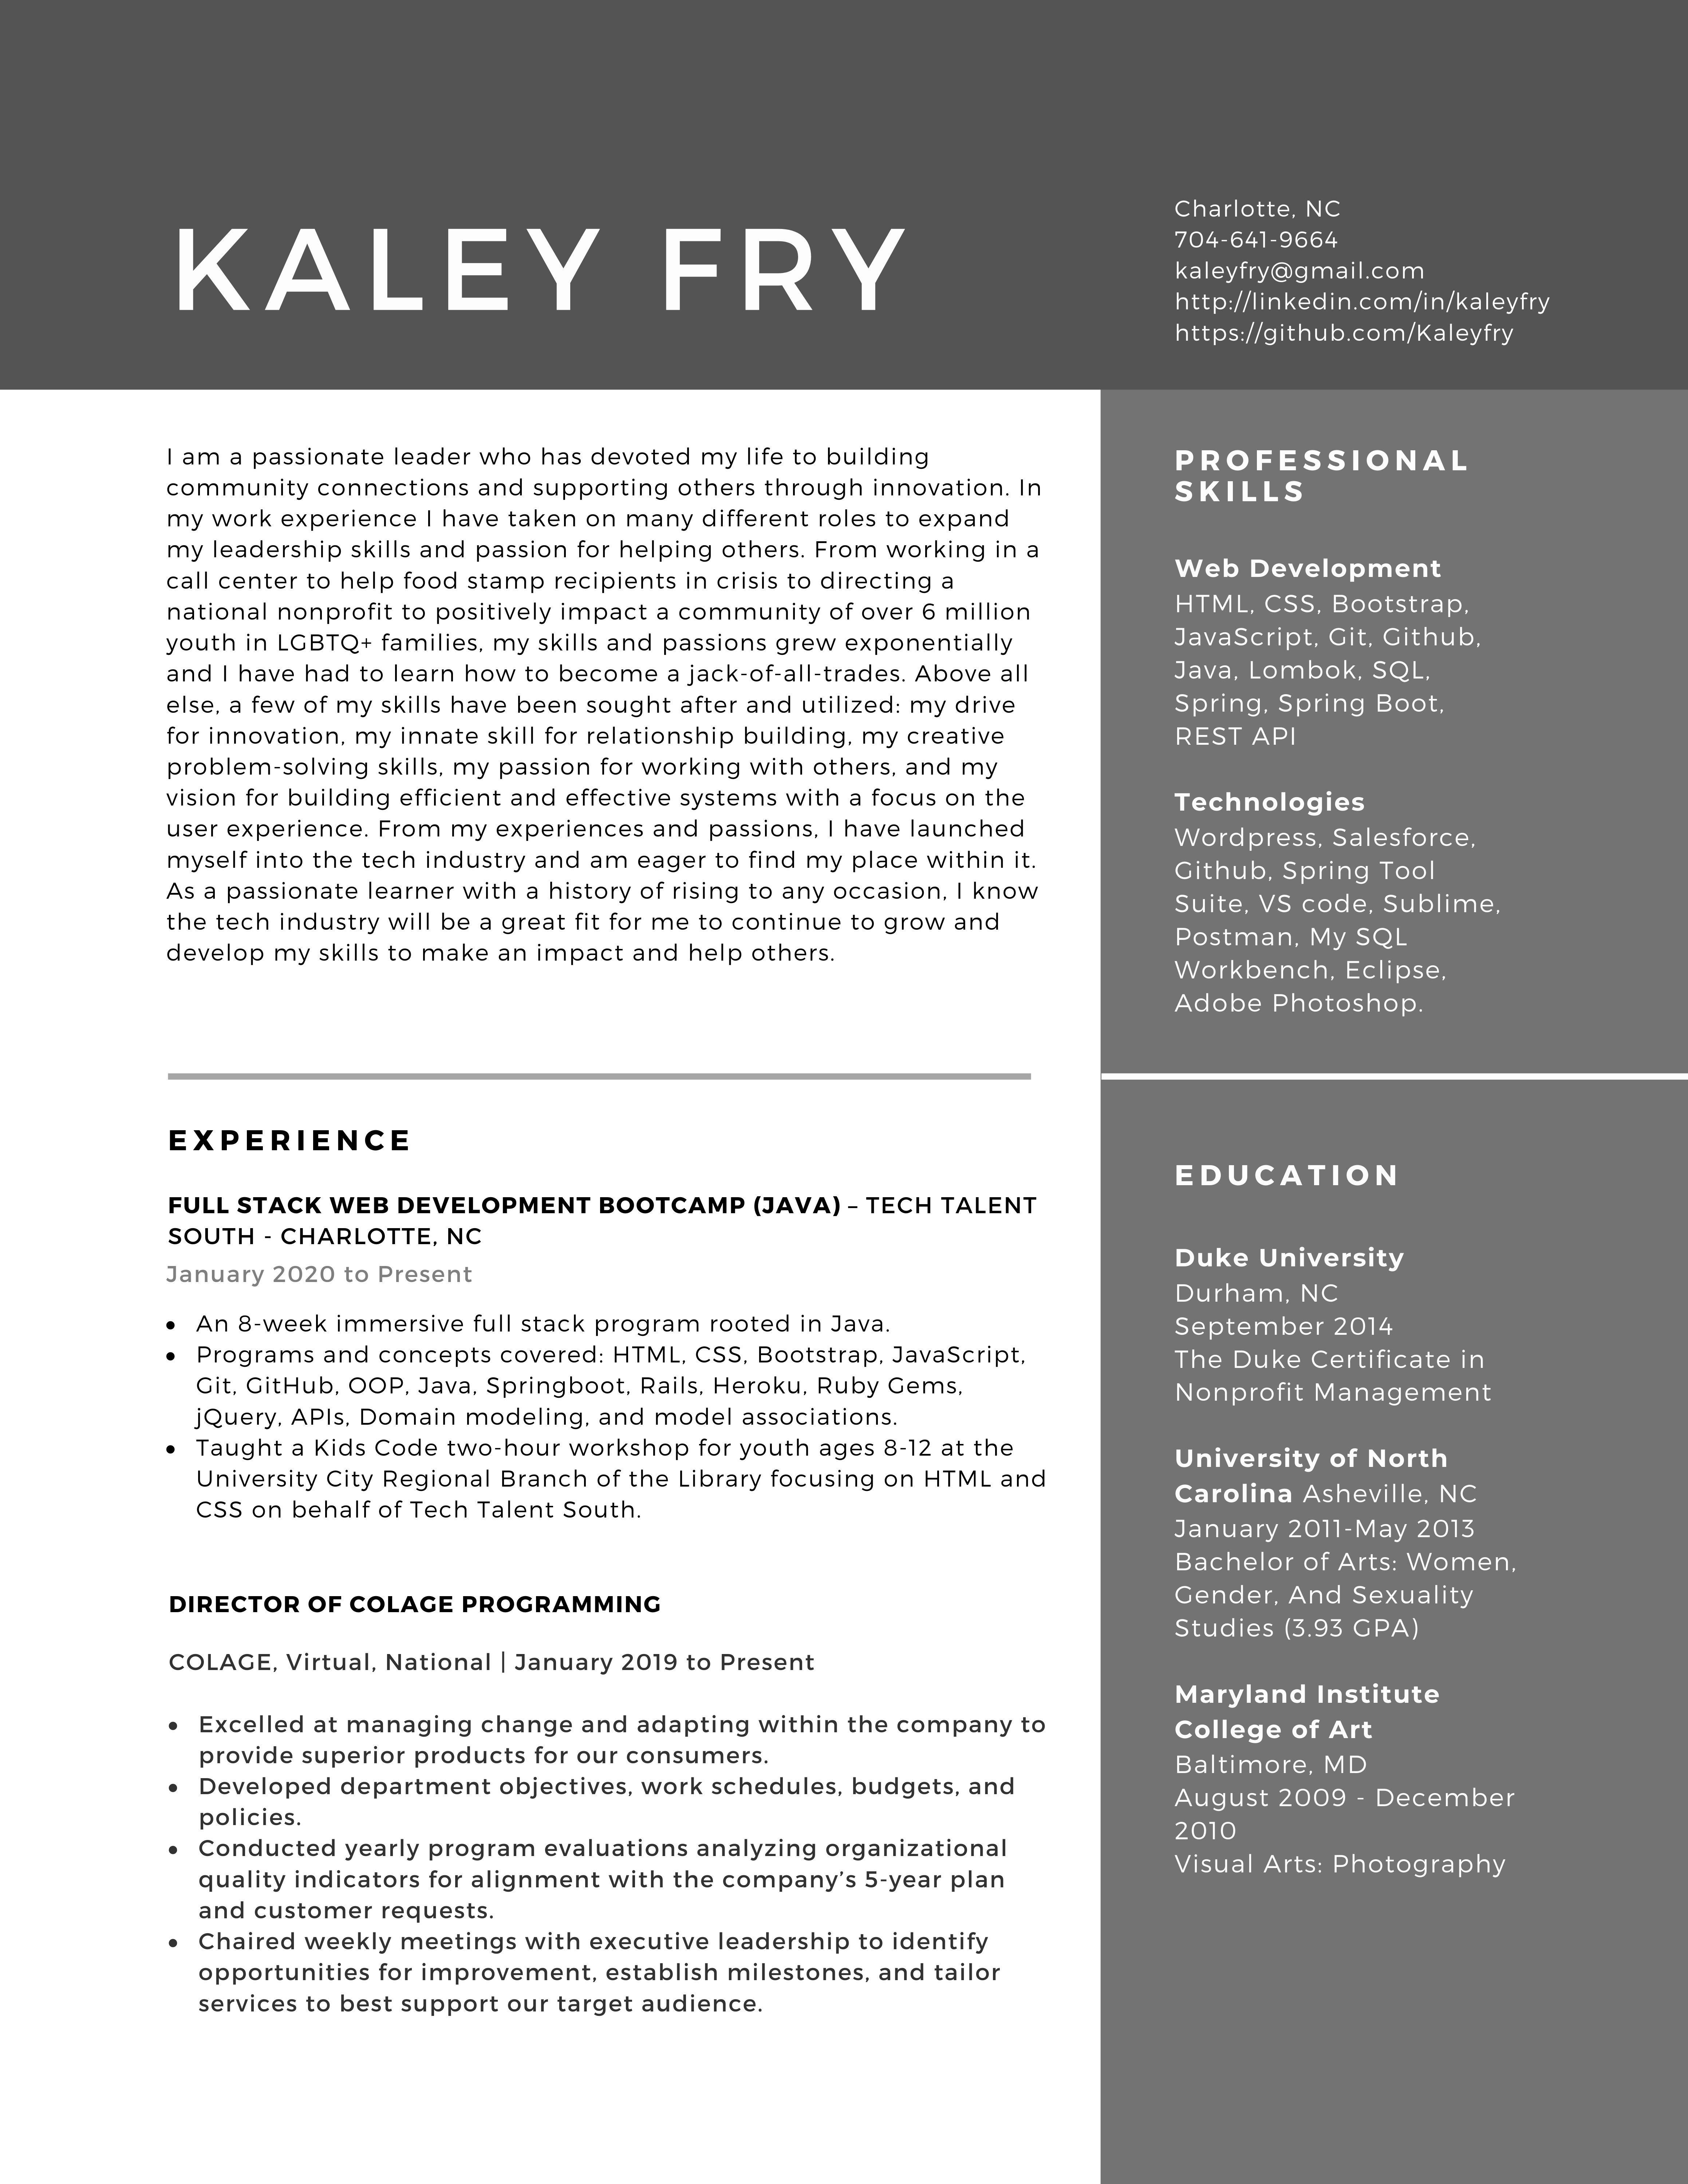 KALEY FRY
Charlotte, NC
704-641-9664
kaleyfry@gmail.com
http://linkedin.com/in/kaleyfry
https://github.com/Kaleyfry
I am a passionate leader who has devoted my life to building
community connections and supporting others through innovation. In
my work experience I have taken on many different roles to expand
my leadership skills and passion for helping others. From working in a
call center to help food stamp recipients in crisis to directing a
national nonprofit to positively impact a community of over 6 million
youth in LGBTQ+ families, my skills and passions grew exponentially
and I have had to learn how to become a jack-of-all-trades. Above all
else, a few of my skills have been sought after and utilized: my drive
for innovation, my innate skill for relationship building, my creative
problem-solving skills, my passion for working with others, and my
vision for building efficient and effective systems with a focus on the
user experience. From my experiences and passions, I have launched
myself into the tech industry and am eager to find my place within it.
As a passionate learner with a history of rising to any occasion, I know
the tech industry will be a great fit for me to continue to grow and
develop my skills to make an impact and help others.
EXPERIENCE
FULL STACK WEB DEVELOPMENT BOOTCAMP (JAVA) – TECH TALENT
SOUTH - CHARLOTTE, NC
January 2020 to Present
• An 8-week immersive full stack program rooted in Java.
• Programs and concepts covered: HTML, CSS, Bootstrap, JavaScript,
Git, GitHub, OOP, Java, Springboot, Rails, Heroku, Ruby Gems,
jQuery, APIs, Domain modeling, and model associations.
• Taught a Kids Code two-hour workshop for youth ages 8-12 at the
University City Regional Branch of the Library focusing on HTML and
CSS on behalf of Tech Talent South.
DIRECTOR OF COLAGE PROGRAMMING
COLAGE, Virtual, National | January 2019 to Present
• Excelled at managing change and adapting within the company to
provide superior products for our consumers.
• Developed department objectives, work schedules, budgets, and
policies.
• Conducted yearly program evaluations analyzing organizational
quality indicators for alignment with the company’s 5-year plan
and customer requests.
• Chaired weekly meetings with executive leadership to identify
opportunities for improvement, establish milestones, and tailor
services to best support our target audience.
PROFESSIONAL
SKILLS
Web Development
HTML, CSS, Bootstrap,
JavaScript, Git, Github,
Java, Lombok, SQL,
Spring, Spring Boot,
REST API
Technologies
Wordpress, Salesforce,
Github, Spring Tool
Suite, VS code, Sublime,
Postman, My SQL
Workbench, Eclipse,
Adobe Photoshop.
EDUCATION
Duke University
Durham, NC
September 2014
The Duke Certificate in
Nonprofit Management
University of North
Carolina Asheville, NC
January 2011-May 2013
Bachelor of Arts: Women,
Gender, And Sexuality
Studies (3.93 GPA)
Maryland Institute
College of Art
Baltimore, MD
August 2009 - December
2010
Visual Arts: Photography